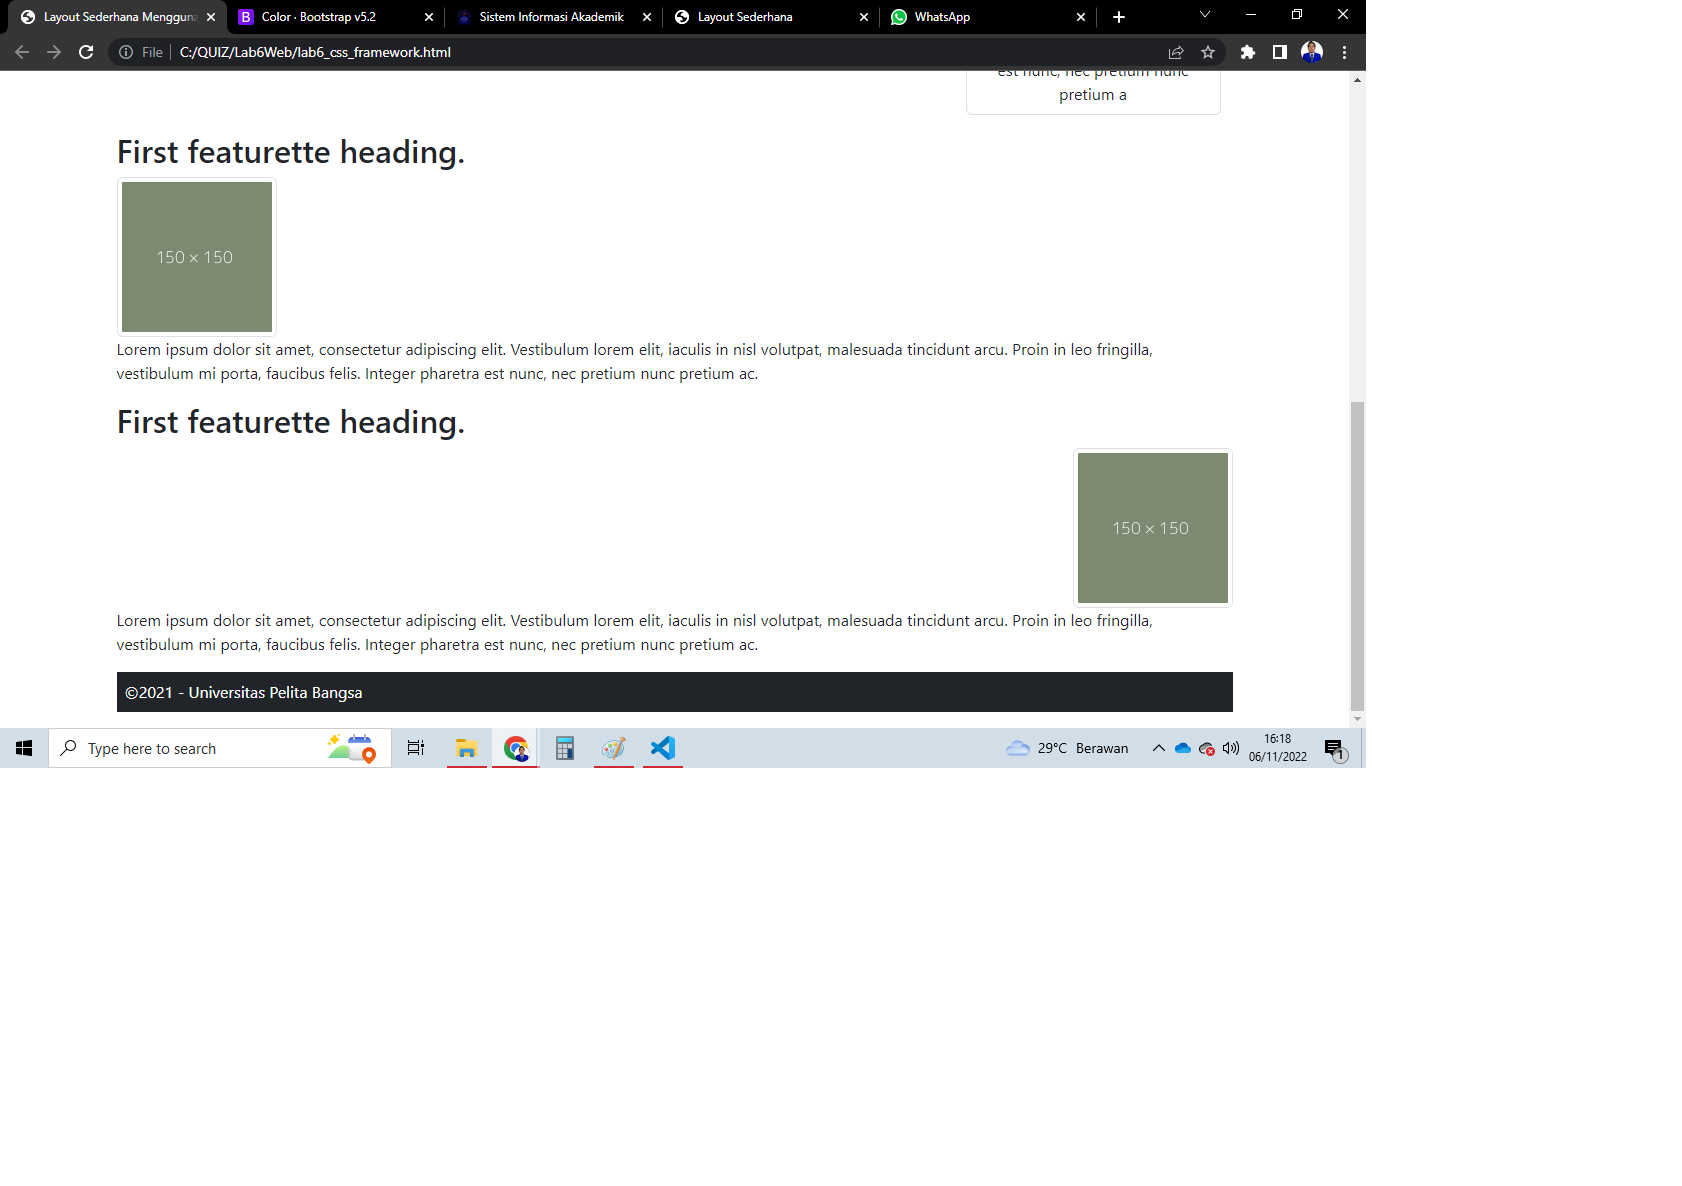 Layout Sederhana Mengguna
Color · Bootstrap v5.2
Sistem Informasi Akademik
Layout Sederhana
WhatsApp
File
C:/QUIZ/Lab6Web/lab6_css_framework.html
est nunc, nec pretium nunc
pretium a
First featurette heading.
150 × 150
Lorem ipsum dolor sit amet, consectetur adipiscing elit. Vestibulum lorem elit, iaculis in nisl volutpat, malesuada tincidunt arcu. Proin in leo fringilla,
vestibulum mi porta, faucibus felis. Integer pharetra est nunc, nec pretium nunc pretium ac.
First featurette heading.
150 × 150
Lorem ipsum dolor sit amet, consectetur adipiscing elit. Vestibulum lorem elit, iaculis in nisl volutpat, malesuada tincidunt arcu. Proin in leo fringilla,
vestibulum mi porta, faucibus felis. Integer pharetra est nunc, nec pretium nunc pretium ac.
©2021 - Universitas Pelita Bangsa
Type here to search
29°C Berawan
16:18
06/11/2022
1